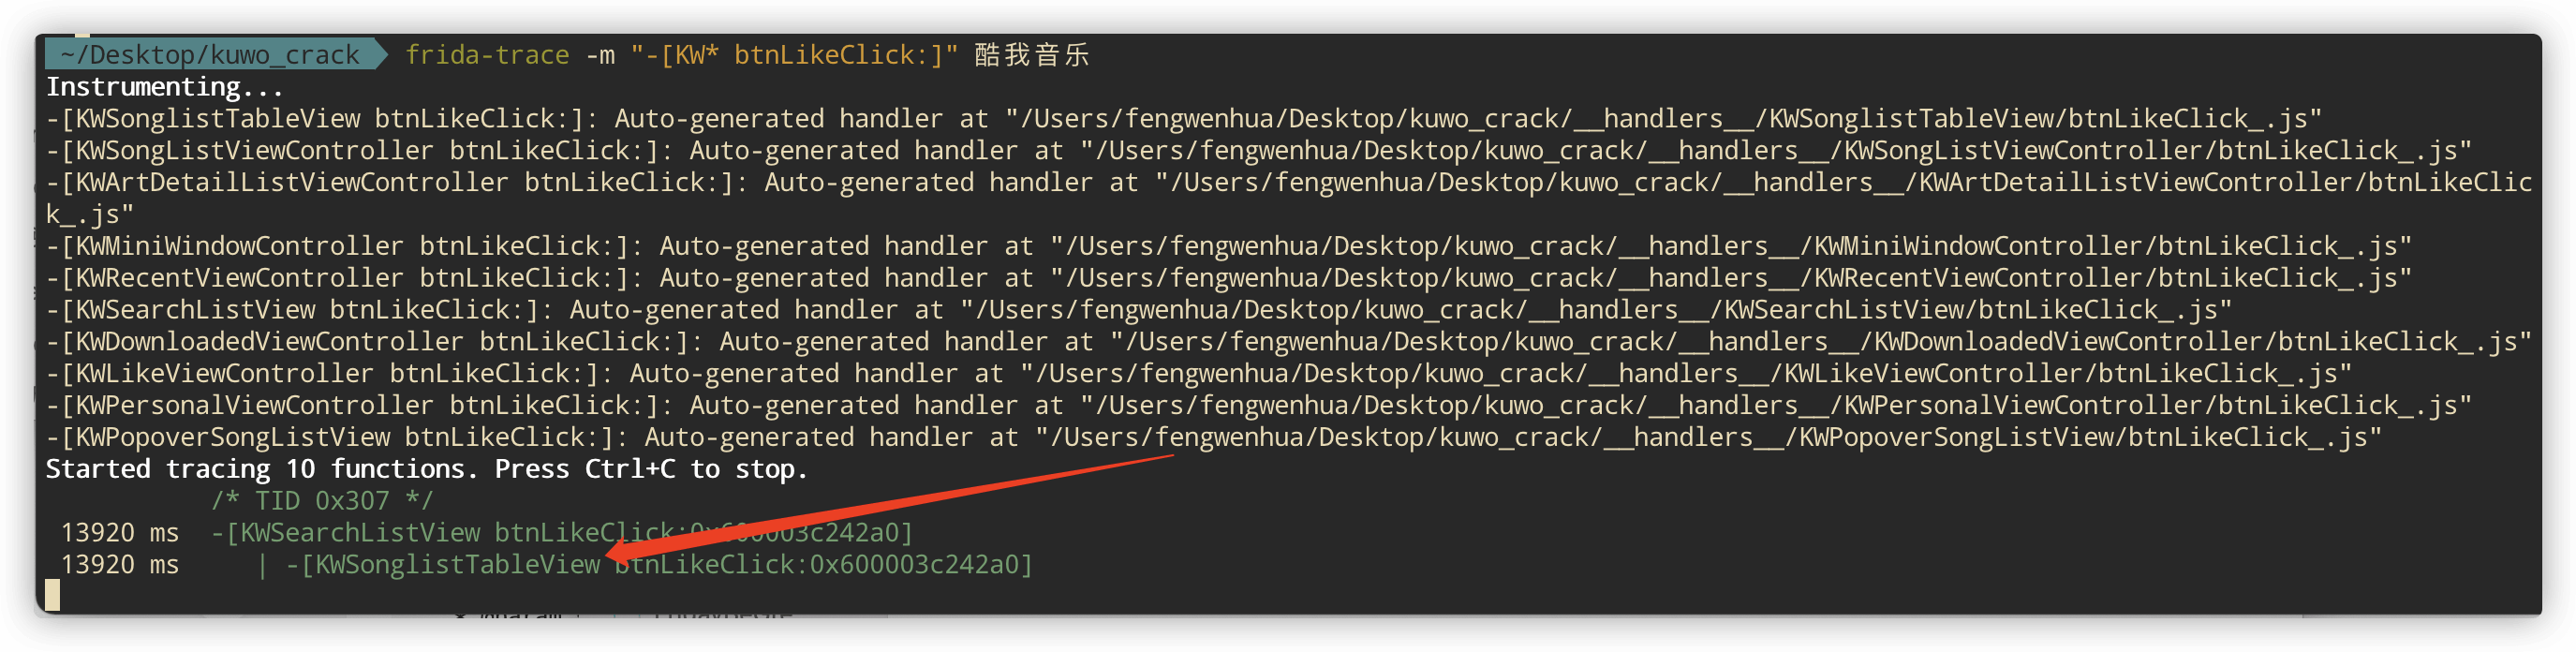 ~/Desktop/kuwo_crack frida-trace -m "-[KW* btnLikeClick:]" 酷我音乐
Instrumenting...
-[KWSonglistTableView btnLikeClick:]: Auto-generated handler at "/Users/fengwenhua/Desktop/kuwo_crack/__handlers__/KWSonglistTableView/btnLikeClick_.js"
-[KWSongListViewController btnLikeClick:]: Auto-generated handler at "/Users/fengwenhua/Desktop/kuwo_crack/__handlers__/KWSongListViewController/btnLikeClick_.js"
-[KWArtDetailListViewController btnLikeClick:]: Auto-generated handler at "/Users/fengwenhua/Desktop/kuwo_crack/__handlers__/KWArtDetailListViewController/btnLikeClic
k_.js"
-[KWMiniWindowController btnLikeClick:]: Auto-generated handler at "/Users/fengwenhua/Desktop/kuwo_crack/__handlers__/KWMiniWindowController/btnLikeClick_.js"
-[KWRecentViewController btnLikeClick:]: Auto-generated handler at "/Users/fengwenhua/Desktop/kuwo_crack/__handlers__/KWRecentViewController/btnLikeClick_.js"
-[KWSearchListView btnLikeClick:]: Auto-generated handler at "/Users/fengwenhua/Desktop/kuwo_crack/__handlers__/KWSearchListView/btnLikeClick_.js"
-[KWDownloadedViewController btnLikeClick:]: Auto-generated handler at "/Users/fengwenhua/Desktop/kuwo_crack/__handlers__/KWDownloadedViewController/btnLikeClick_.js"
-[KWLikeViewController btnLikeClick:]: Auto-generated handler at "/Users/fengwenhua/Desktop/kuwo_crack/__handlers__/KWLikeViewController/btnLikeClick_.js"
-[KWPersonalViewController btnLikeClick:]: Auto-generated handler at "/Users/fengwenhua/Desktop/kuwo_crack/__handlers__/KWPersonalViewController/btnLikeClick_.js"
-[KWPopoverSongListView btnLikeClick:]: Auto-generated handler at "/Users/fengwenhua/Desktop/kuwo_crack/__handlers__/KWPopoverSongListView/btnLikeClick_.js"
Started tracing 10 functions. Press Ctrl+C to stop.
/* TID 0x307 */
13920 ms -[KWSearchListView btnLikeClick:0x600003c242a0]
13920 ms | -[KWSonglistTableView btnLikeClick:0x600003c242a0]